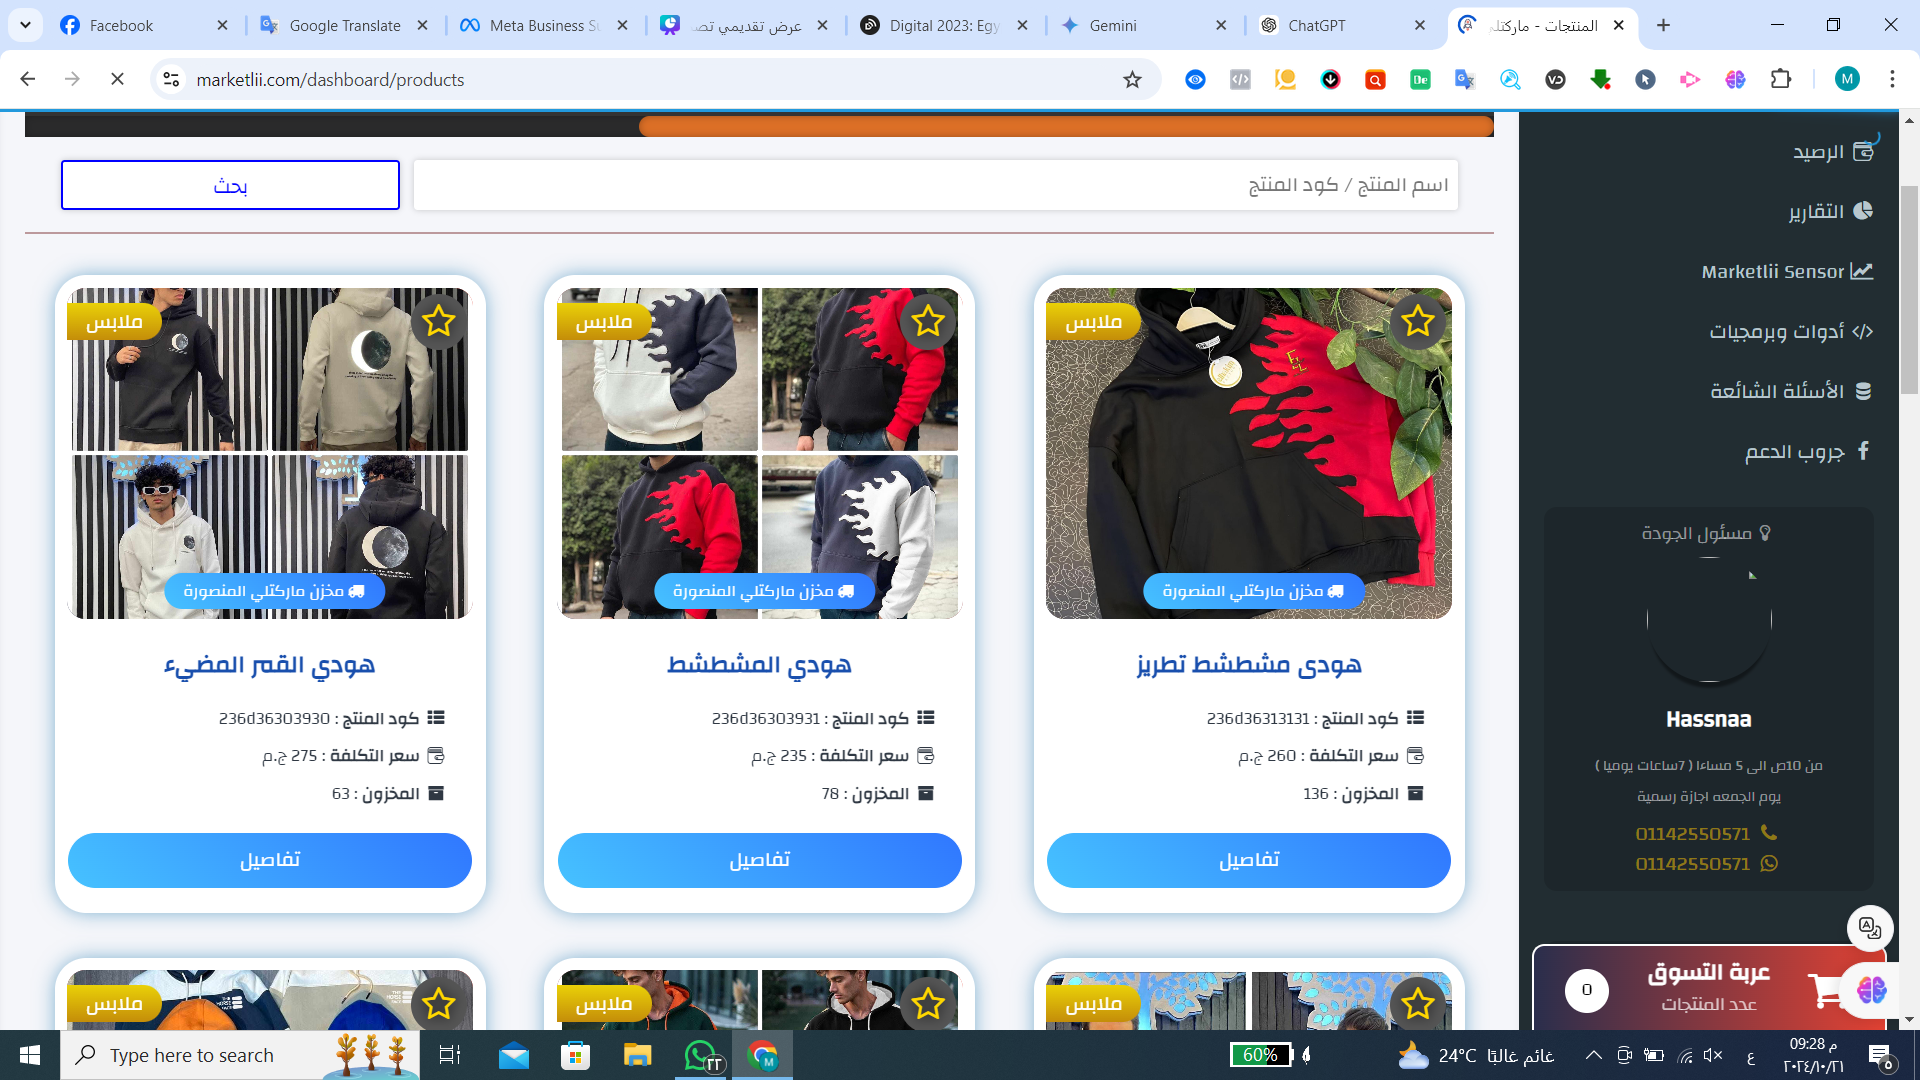 Facebook
Google Translate
Meta Business Su
عرض تقديمي تصـ
Digital 2023: Egy
Gemini
ChatGPT
المنتجات - ماركتلي
marketlii.com/dashboard/products
M
اسم المنتج / كود المنتج
بحث
الرصيد
التقارير
Marketlii Sensor
أدوات وبرمجيات
الأسئلة الشائعة
جروب الدعم
مسئول الجودة
Hassnaa
من 10ص الى 5 مساءا ( 7ساعات يوميا )
يوم الجمعه اجازة رسمية
01142550571
01142550571
عربة التسوق
عدد المنتجات
0
ملابس
مخزن ماركتلي المنصورة
هودى مشطشط تطريز
كود المنتج : 236d36313131
سعر التكلفة : 260 ج.م
المخزون : 136
تفاصيل
ملابس
مخزن ماركتلي المنصورة
هودي المشطشط
كود المنتج : 236d36303931
سعر التكلفة : 235 ج.م
المخزون : 78
تفاصيل
ملابس
مخزن ماركتلي المنصورة
هودي القمر المضيء
كود المنتج : 236d36303930
سعر التكلفة : 275 ج.م
المخزون : 63
تفاصيل
ملابس
ملابس
ملابس
Type here to search
٢٢
M
60%
24°C غائم غالبًا
ع
09:28 م
٢٠٢٤/١٠/٢١
٥